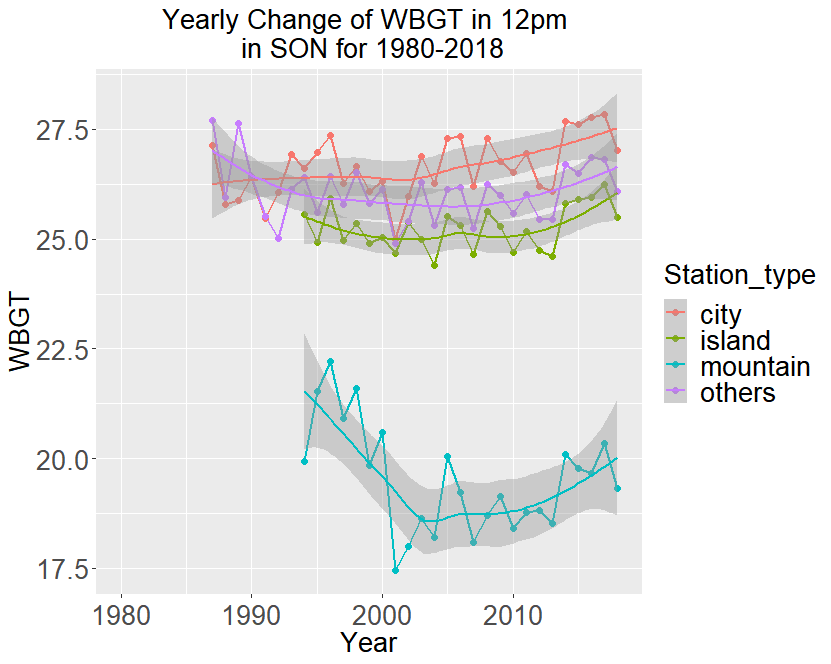 Yearly Change of WBGT in 12pm
in SON for 1980-2018
WBGT
27.5
25.0
22.5
20.0
17.5
1980 1990 2000 2010
Year
Station_type
city
island
mountain
others